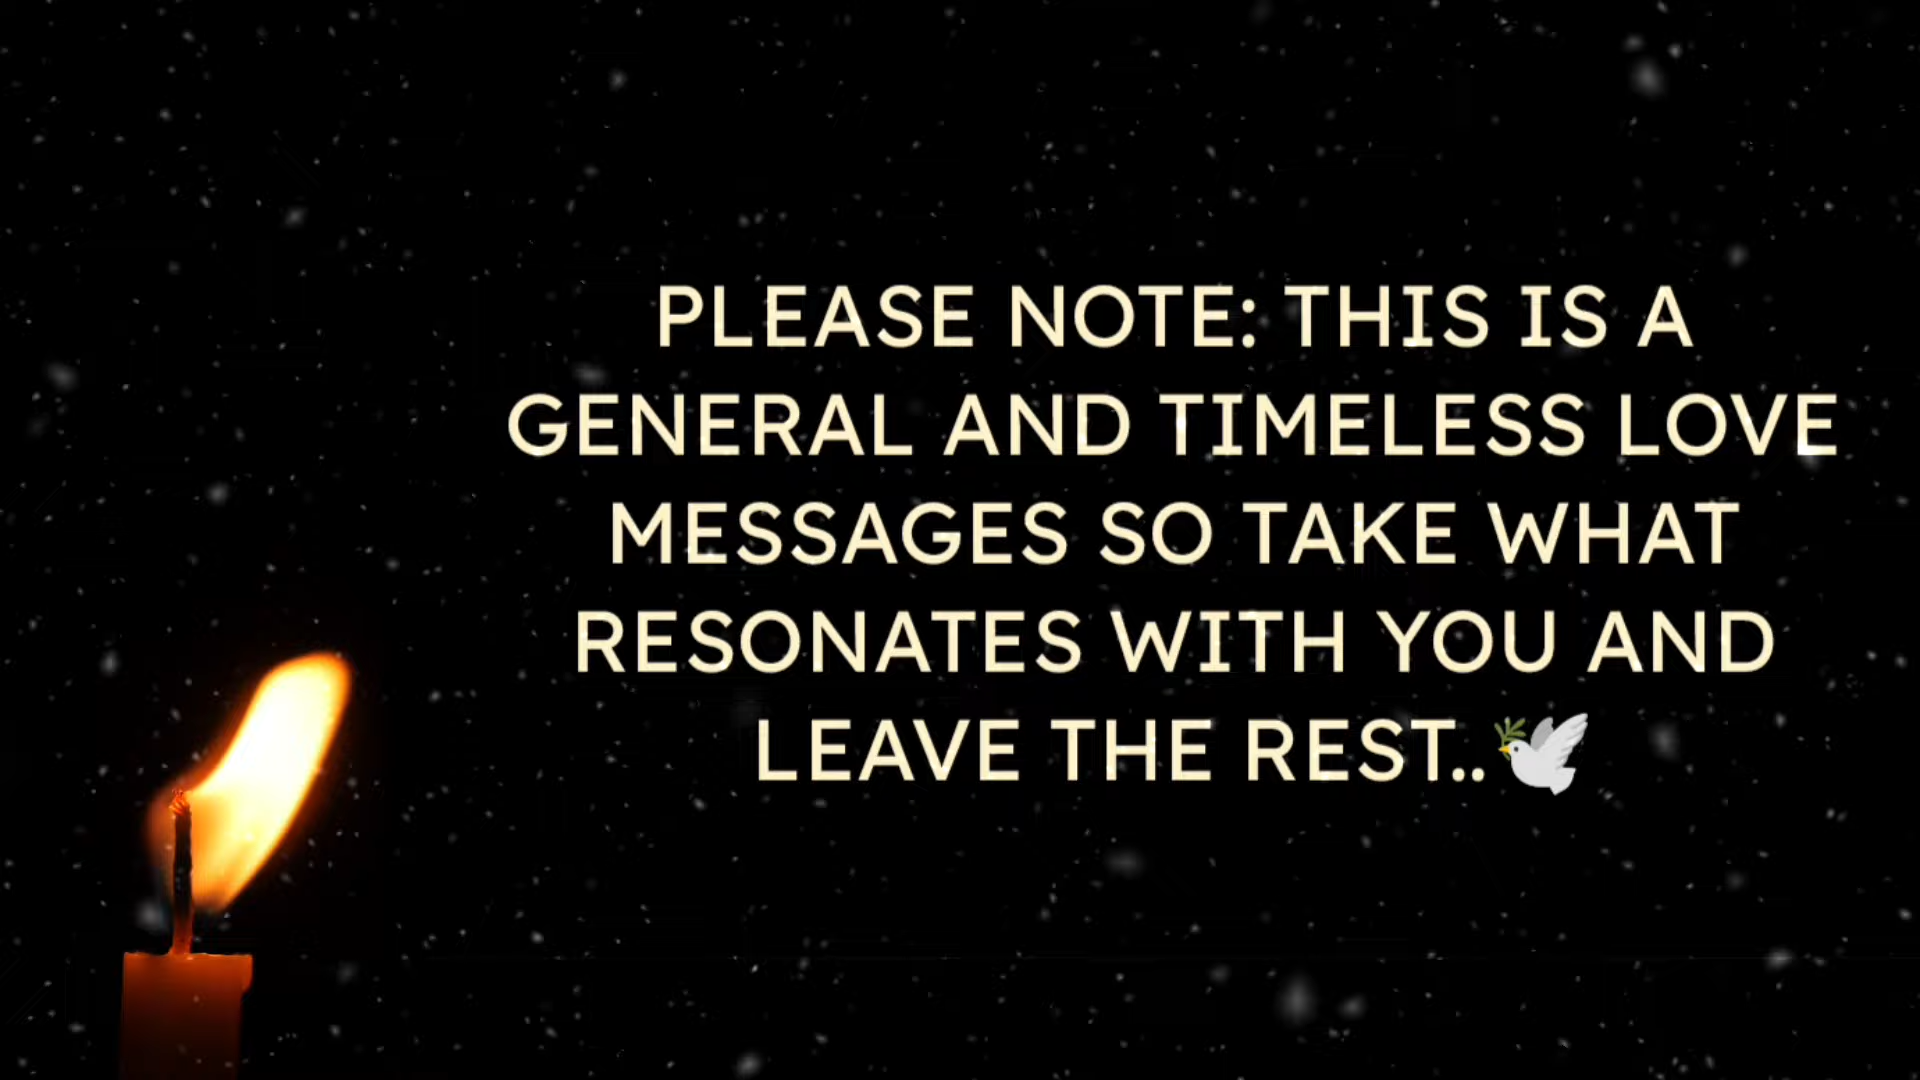 PLEASE NOTE: THIS IS A
GENERAL AND TIMELESS LOVE
MESSAGES SO TAKE WHAT
RESONATES WITH YOU AND
LEAVE THE REST..🕊️